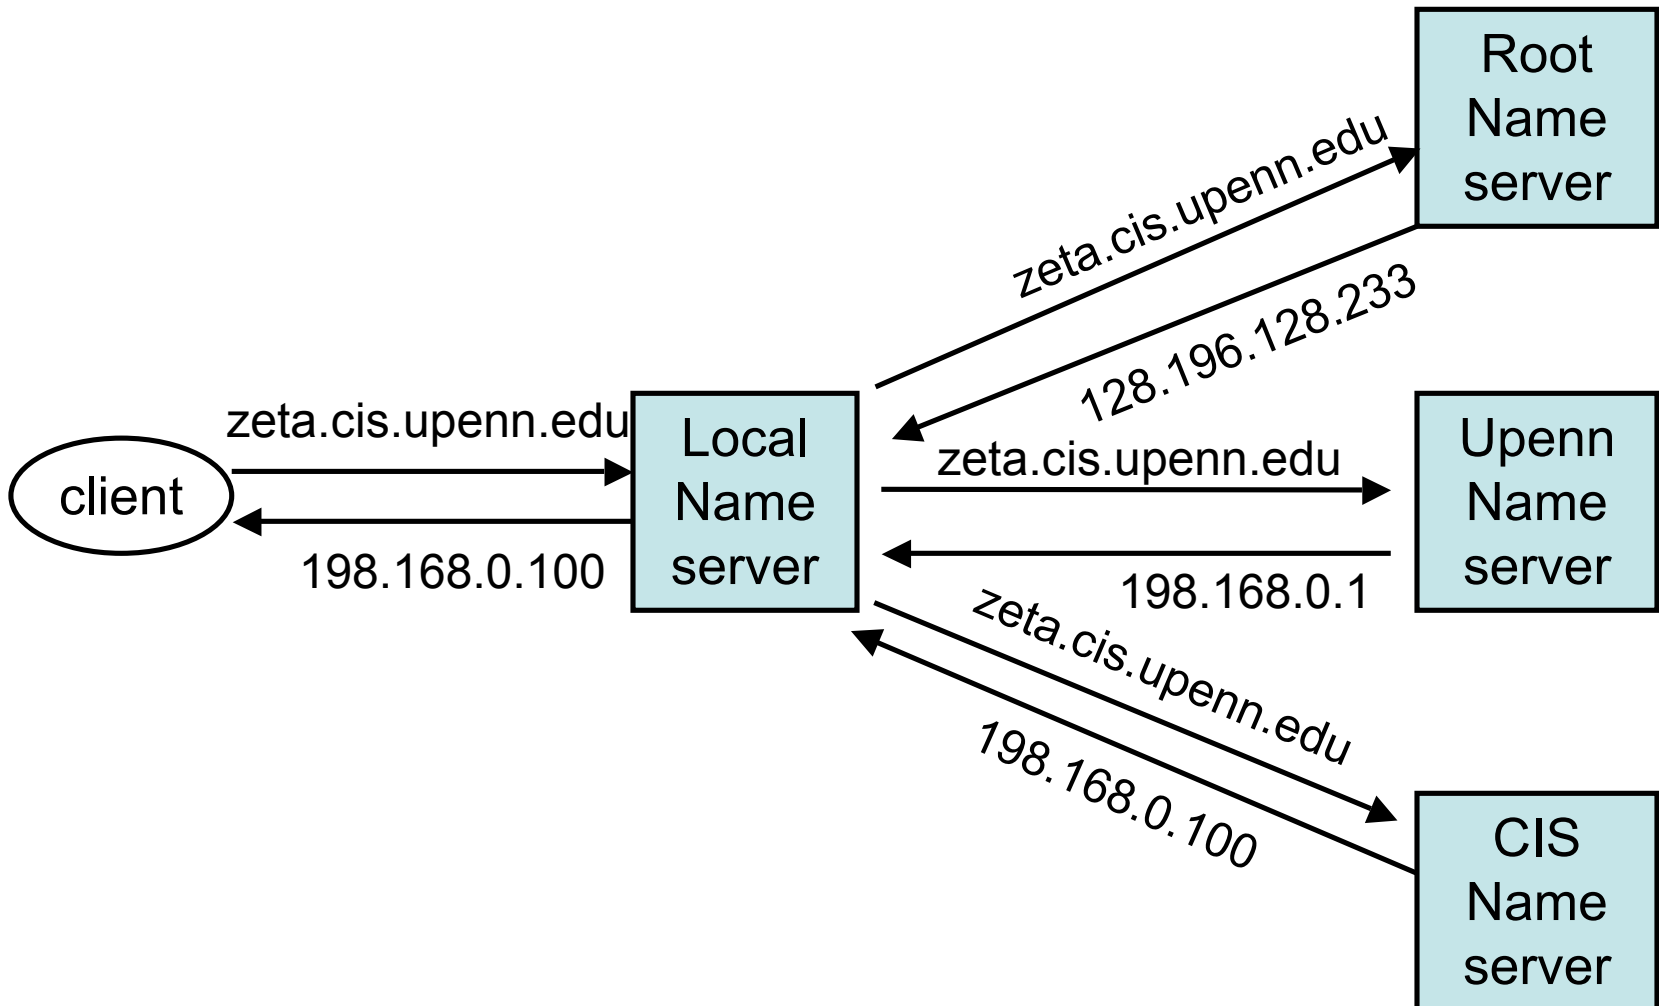 Root
Name
server
zeta.cis.upenn.edu
128.196.128.233
zeta.cis.upenn.edu
client
198.168.0.100
Local
Name
server
zeta.cis.upenn.edu
198.168.0.1
Upenn
Name
server
zeta.cis.upenn.edu
198.168.0.100
CIS
Name
server